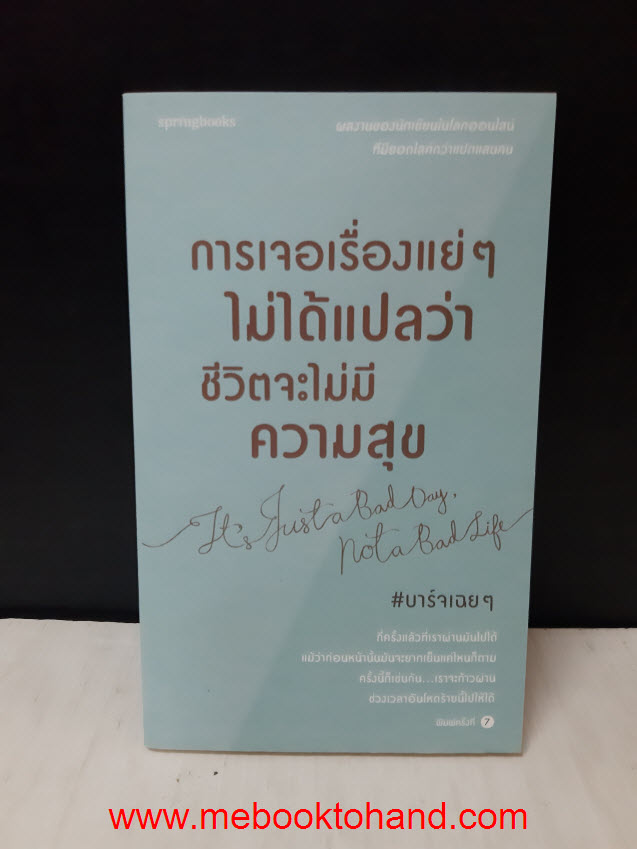 springbooks
ผลงานของนักเขียนในโลกออนไลน์
ที่มียอดไลค์กว่าแปดแสนคน
การเจอเรื่องแย่ ๆ
ไม่ได้แปลว่า
ชีวิตจะไม่มี
ความสุข
It's Just a Bad Day,
Not a Bad Life
#บาร์จเฉย ๆ
กี่ครั้งแล้วที่เราผ่านมันไปได้
แม้ว่าก่อนหน้านั้นมันจะยากเย็นแค่ไหนก็ตาม
ครั้งนี้ก็เช่นกัน...เราจะก้าวผ่าน
ช่วงเวลาอันโหดร้ายนี้ไปให้ได้
พิมพ์ครั้งที่ 7
www.mebooktohand.com